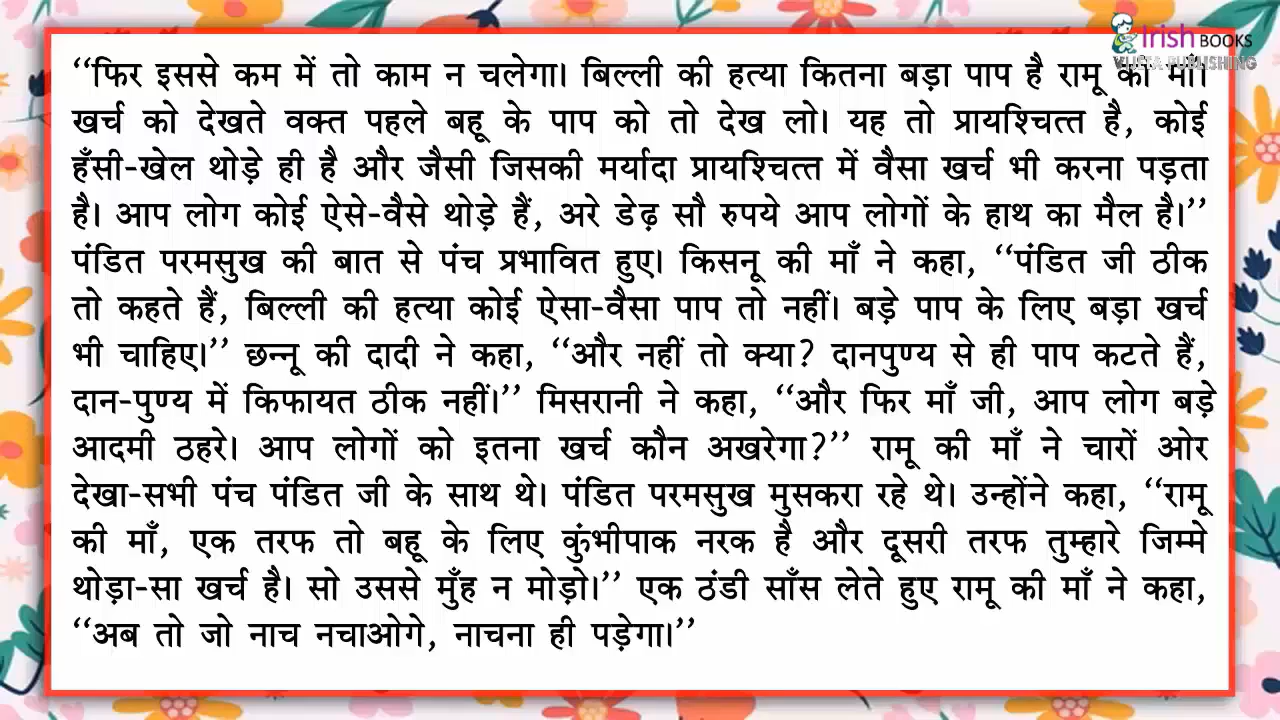 Irish BOOKS
‘‘फिर इससे कम में तो काम न चलेगा। बिल्ली की हत्या कितना बड़ा पाप है रामू की माँ।
खर्च को देखते वक्त पहले बहू के पाप को तो देख लो। यह तो प्रायश्चित्त है, कोई
हँसी-खेल थोड़े ही है और जैसी जिसकी मर्यादा प्रायश्चित्त में वैसा खर्च भी करना पड़ता
है। आप लोग कोई ऐसे-वैसे थोड़े हैं, अरे डेढ़ सौ रुपये आप लोगों के हाथ का मैल है।’’
पंडित परमसुख की बात से पंच प्रभावित हुए। किसनू की माँ ने कहा, ‘‘पंडित जी ठीक
तो कहते हैं, बिल्ली की हत्या कोई ऐसा-वैसा पाप तो नहीं। बड़े पाप के लिए बड़ा खर्च
भी चाहिए।’’ छन्नू की दादी ने कहा, ‘‘और नहीं तो क्या? दानपुण्य से ही पाप कटते हैं,
दान-पुण्य में किफायत ठीक नहीं।’’ मिसरानी ने कहा, ‘‘और फिर माँ जी, आप लोग बड़े
आदमी ठहरे। आप लोगों को इतना खर्च कौन अखरेगा?’’ रामू की माँ ने चारों ओर
देखा-सभी पंच पंडित जी के साथ थे। पंडित परमसुख मुसकरा रहे थे। उन्होंने कहा, ‘‘रामू
की माँ, एक तरफ तो बहू के लिए कुंभीपाक नरक है और दूसरी तरफ तुम्हारे जिम्मे
थोड़ा-सा खर्च है। सो उससे मुँह न मोड़ो।’’ एक ठंडी साँस लेते हुए रामू की माँ ने कहा,
‘‘अब तो जो नाच नचाओगे, नाचना ही पड़ेगा।’’